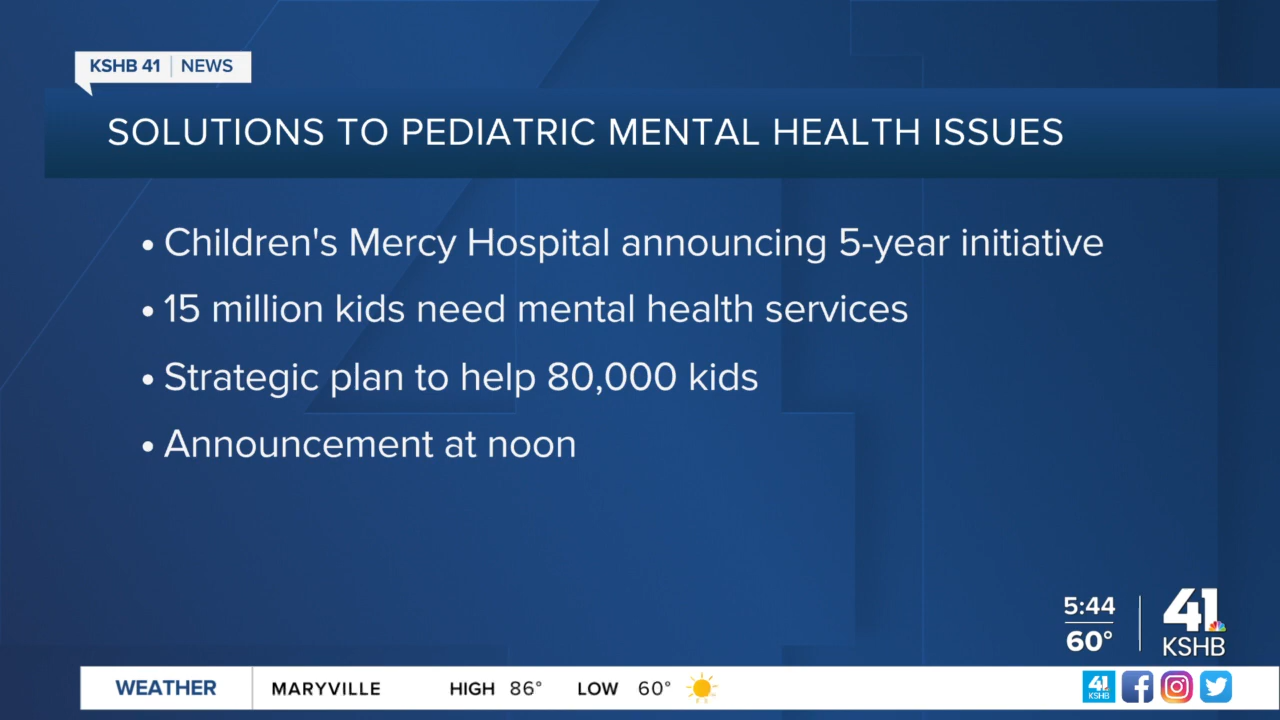 KSHB 41 | NEWS
SOLUTIONS TO PEDIATRIC MENTAL HEALTH ISSUES
• Children's Mercy Hospital announcing 5-year initiative
• 15 million kids need mental health services
• Strategic plan to help 80,000 kids
• Announcement at noon
5:44
60°
41
KSHB
WEATHER MARYVILLE HIGH 86° LOW 60°
41
KSHB